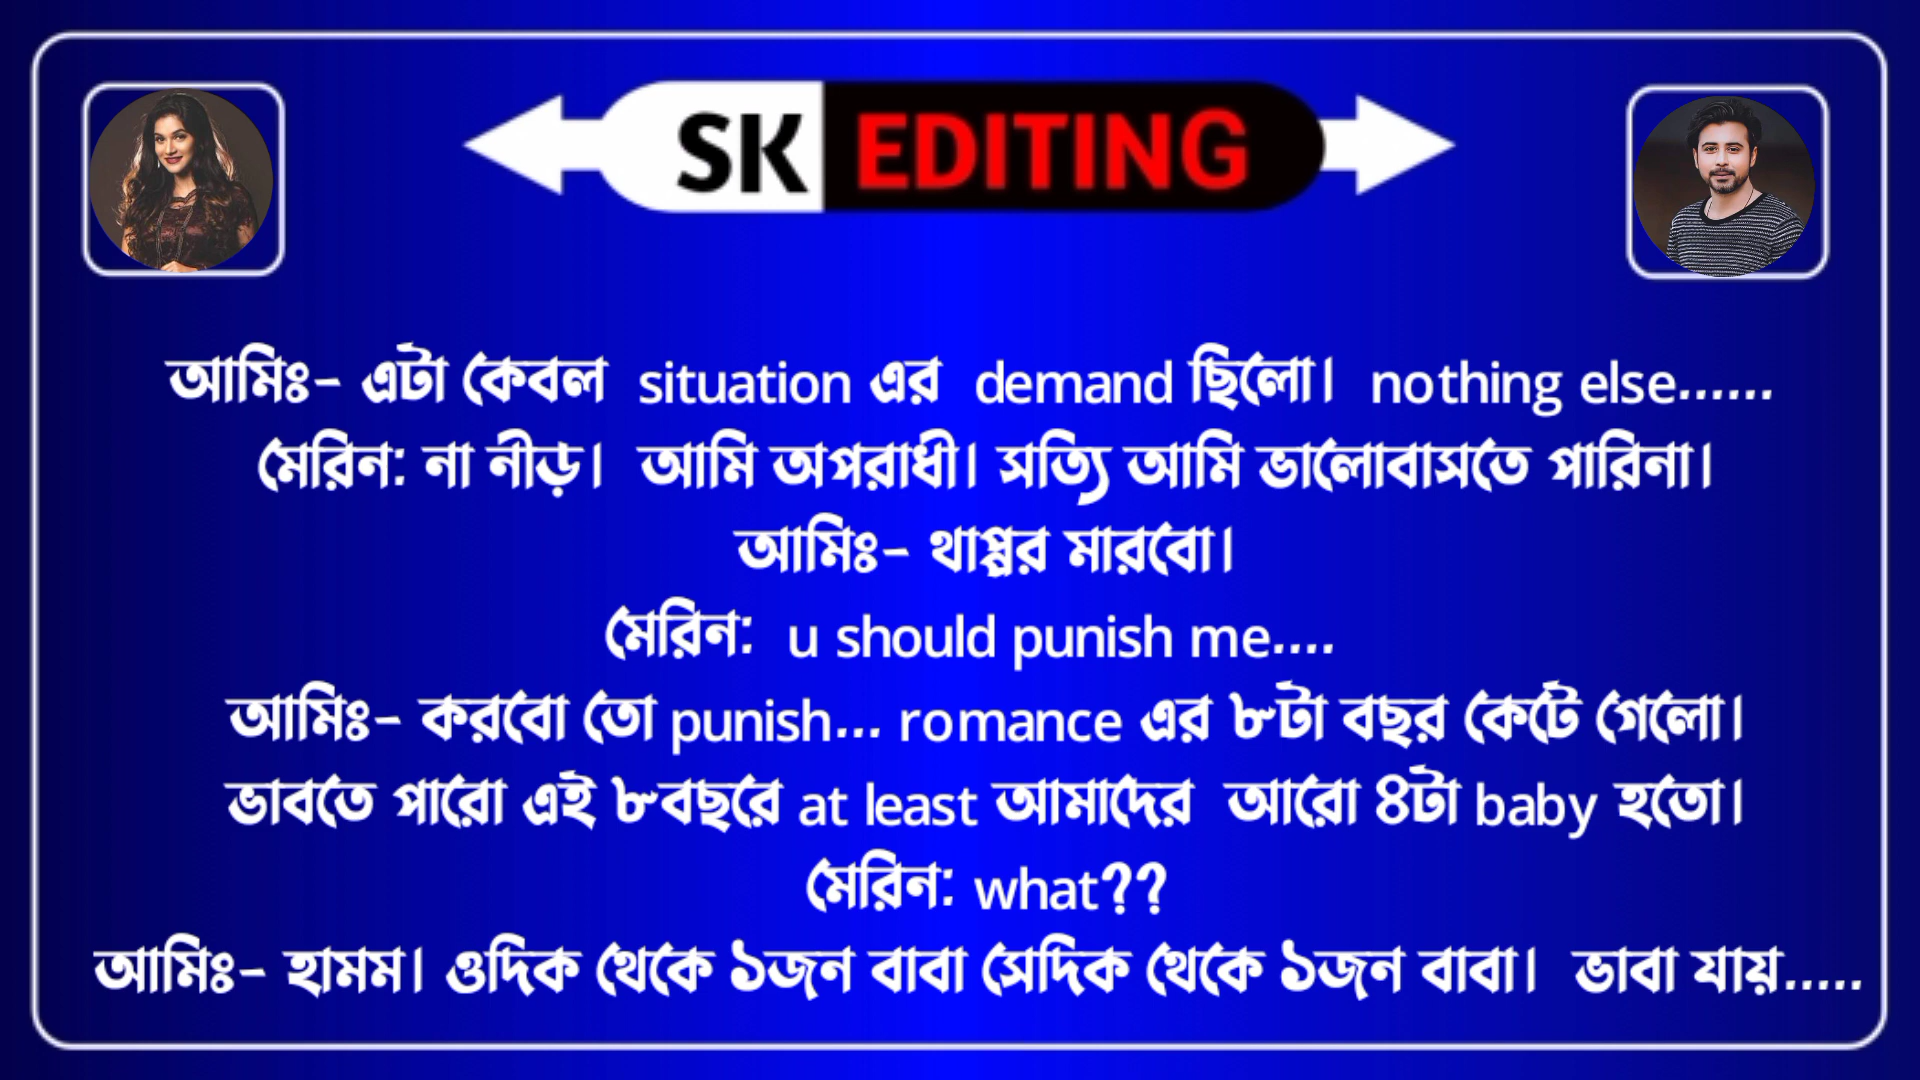 SK EDITING
আমিঃ- এটা কেবল situation এর demand ছিলো। nothing else......
মেরিন: না নীড়। আমি অপরাধী। সত্যি আমি ভালোবাসতে পারিনা।
আমিঃ- থাপ্পর মারবো।
মেরিন: u should punish me....
আমিঃ- করবো তো punish... romance এর ৮টা বছর কেটে গেলো।
ভাবতে পারো এই ৮বছরে at least আমাদের আরো ৪টা baby হতো।
মেরিন: what??
আমিঃ- হামম। ওদিক থেকে ১জন বাবা সেদিক থেকে ১জন বাবা। ভাবা যায়.....